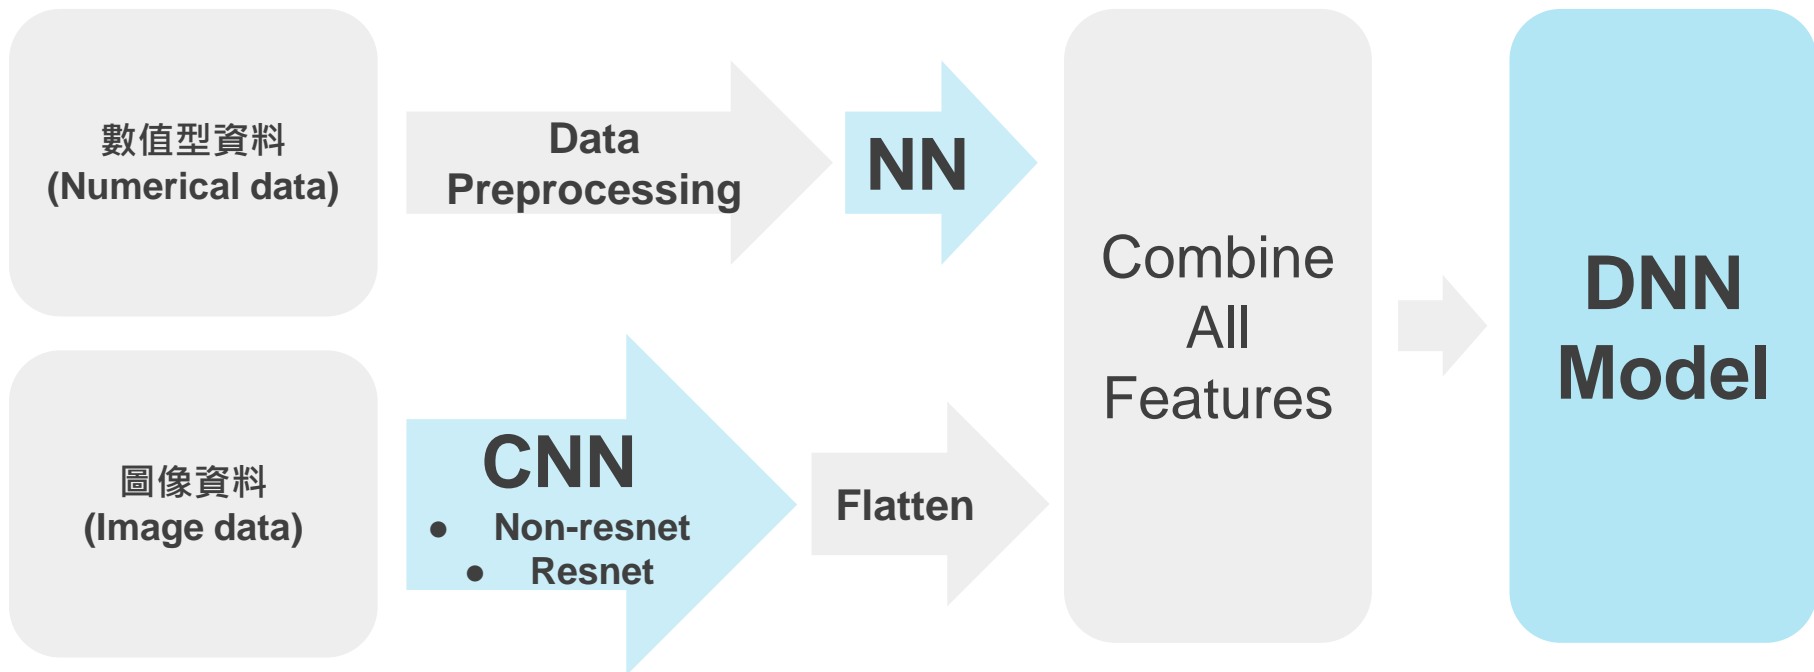 數值型資料
(Numerical data)
Data
Preprocessing
NN
圖像資料
(Image data)
CNN
● Non-resnet
● Resnet
Flatten
Combine
All
Features
DNN
Model